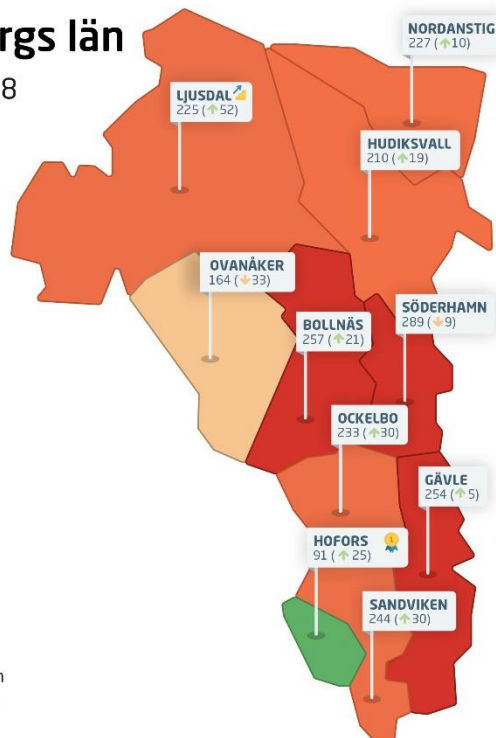 rgs län
8
NORDANSTIG
227 (↑10)
LJUSDAL
225 (↑52)
HUDIKSVALL
210 (↑19)
OVANÅKER
164 (↓33)
SÖDERHAMN
289 (↓9)
BOLLNÄS
257 (↑21)
OCKELBO
233 (↑30)
GÄVLE
254 (↑5)
HOFORS
91 (↑25)
1
SANDVIKEN
244 (↑30)